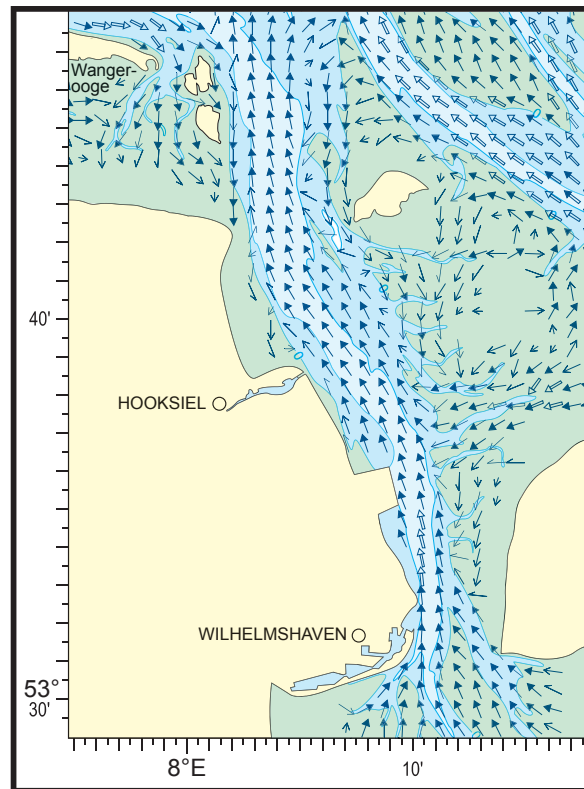 Wanger-
ooge
40'
HOOKSIEL
WILHELMSHAVEN
53°
30'
8°E
10'